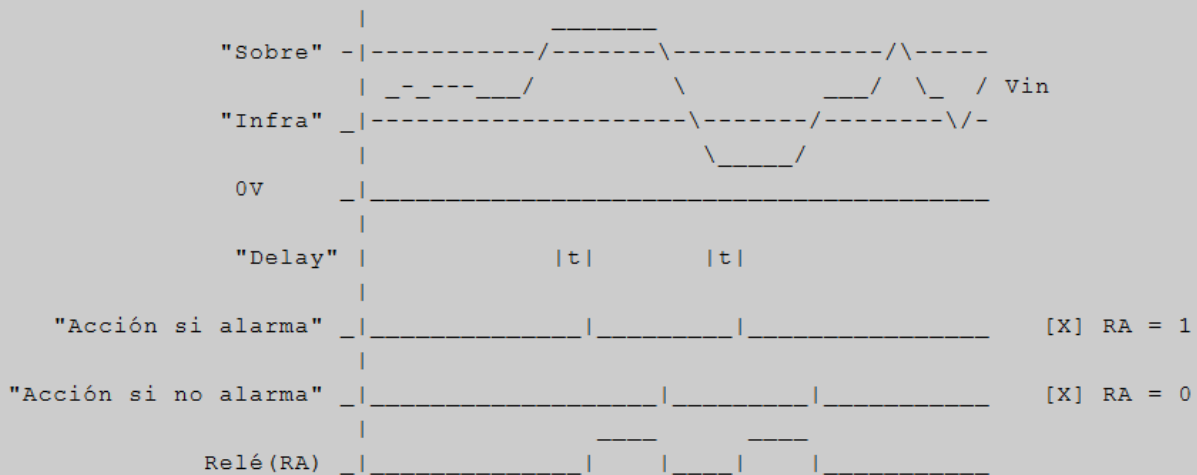 "Sobre"
Vin
"Infra"
0V
"Delay" |t| |t|
"Acción si alarma" [X] RA = 1
"Acción si no alarma" [X] RA = 0
Relé(RA)